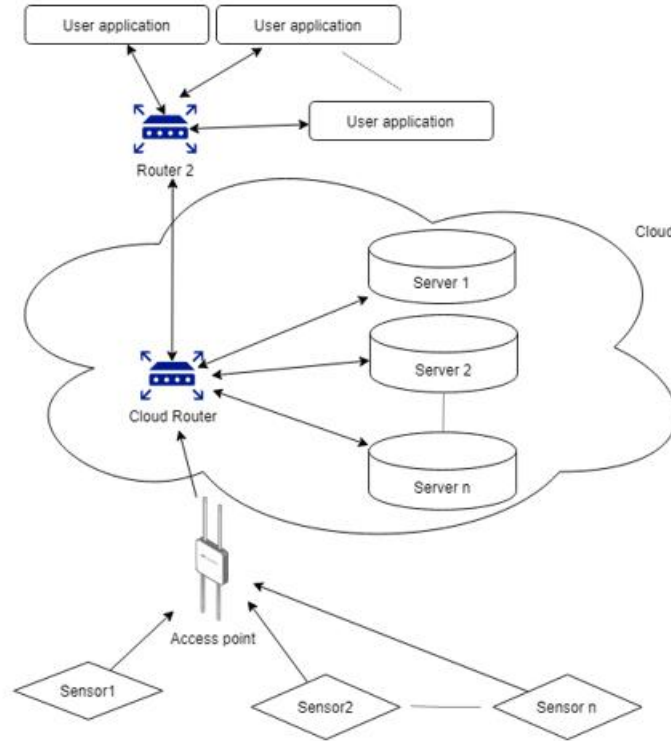 User application
User application
User application
Router 2
Cloud
Server 1
Server 2
Cloud Router
Server n
Access point
Sensor1
Sensor2
Sensor n